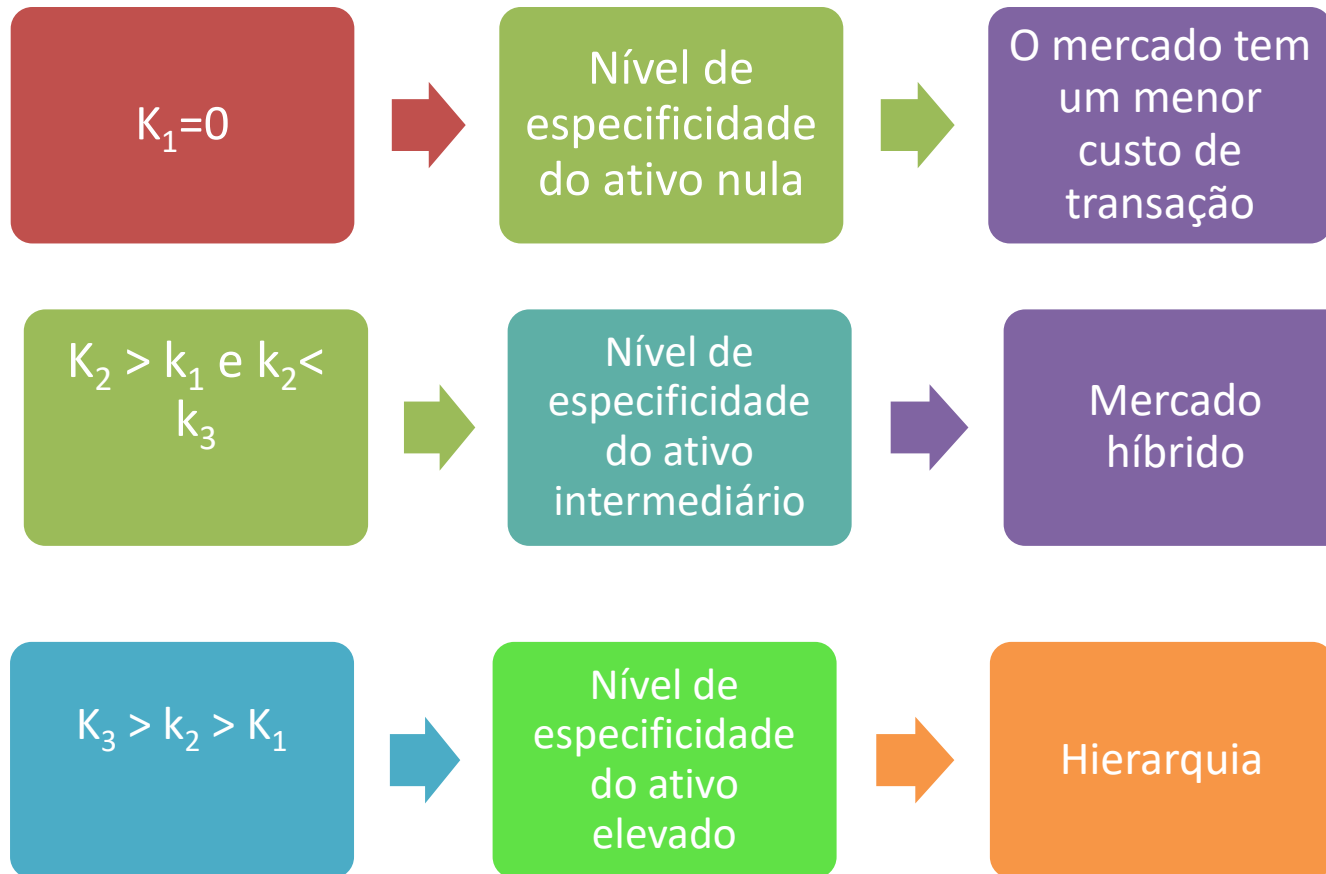 K₁=0
Nível de
especificidade
do ativo nula
O mercado tem
um menor
custo de
transação
K₂ > k₁ e k₂<
k₃
Nível de
especificidade
do ativo
intermediário
Mercado
híbrido
K₃ > k₂ > K₁
Nível de
especificidade
do ativo
elevado
Hierarquia